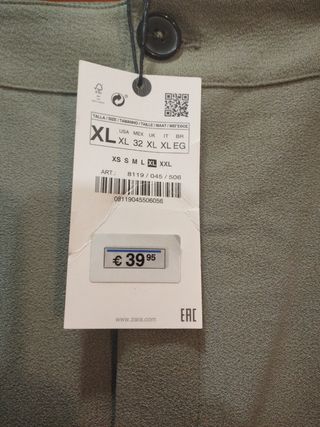 TALLA / SIZE / TAMANHO / TAILLE / MAAT / ΜΕΓΕΘΟΣ
XL
USA MEX UK IT BR
XL 32 XL XL EG
XS S M L XL XXL
ART.: 8119 / 045 / 506
08119045506056
€ 39 95
www.zara.com
EAC